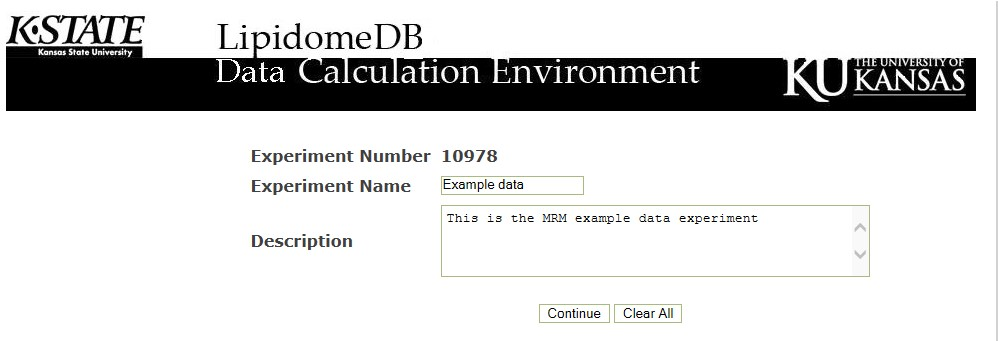 K-STATE
Kansas State University
LipidomeDB
Data Calculation Environment
KU THE UNIVERSITY OF
KANSAS
Experiment Number 10978
Experiment Name Example data
This is the MRM example data experiment
Description
Continue Clear All